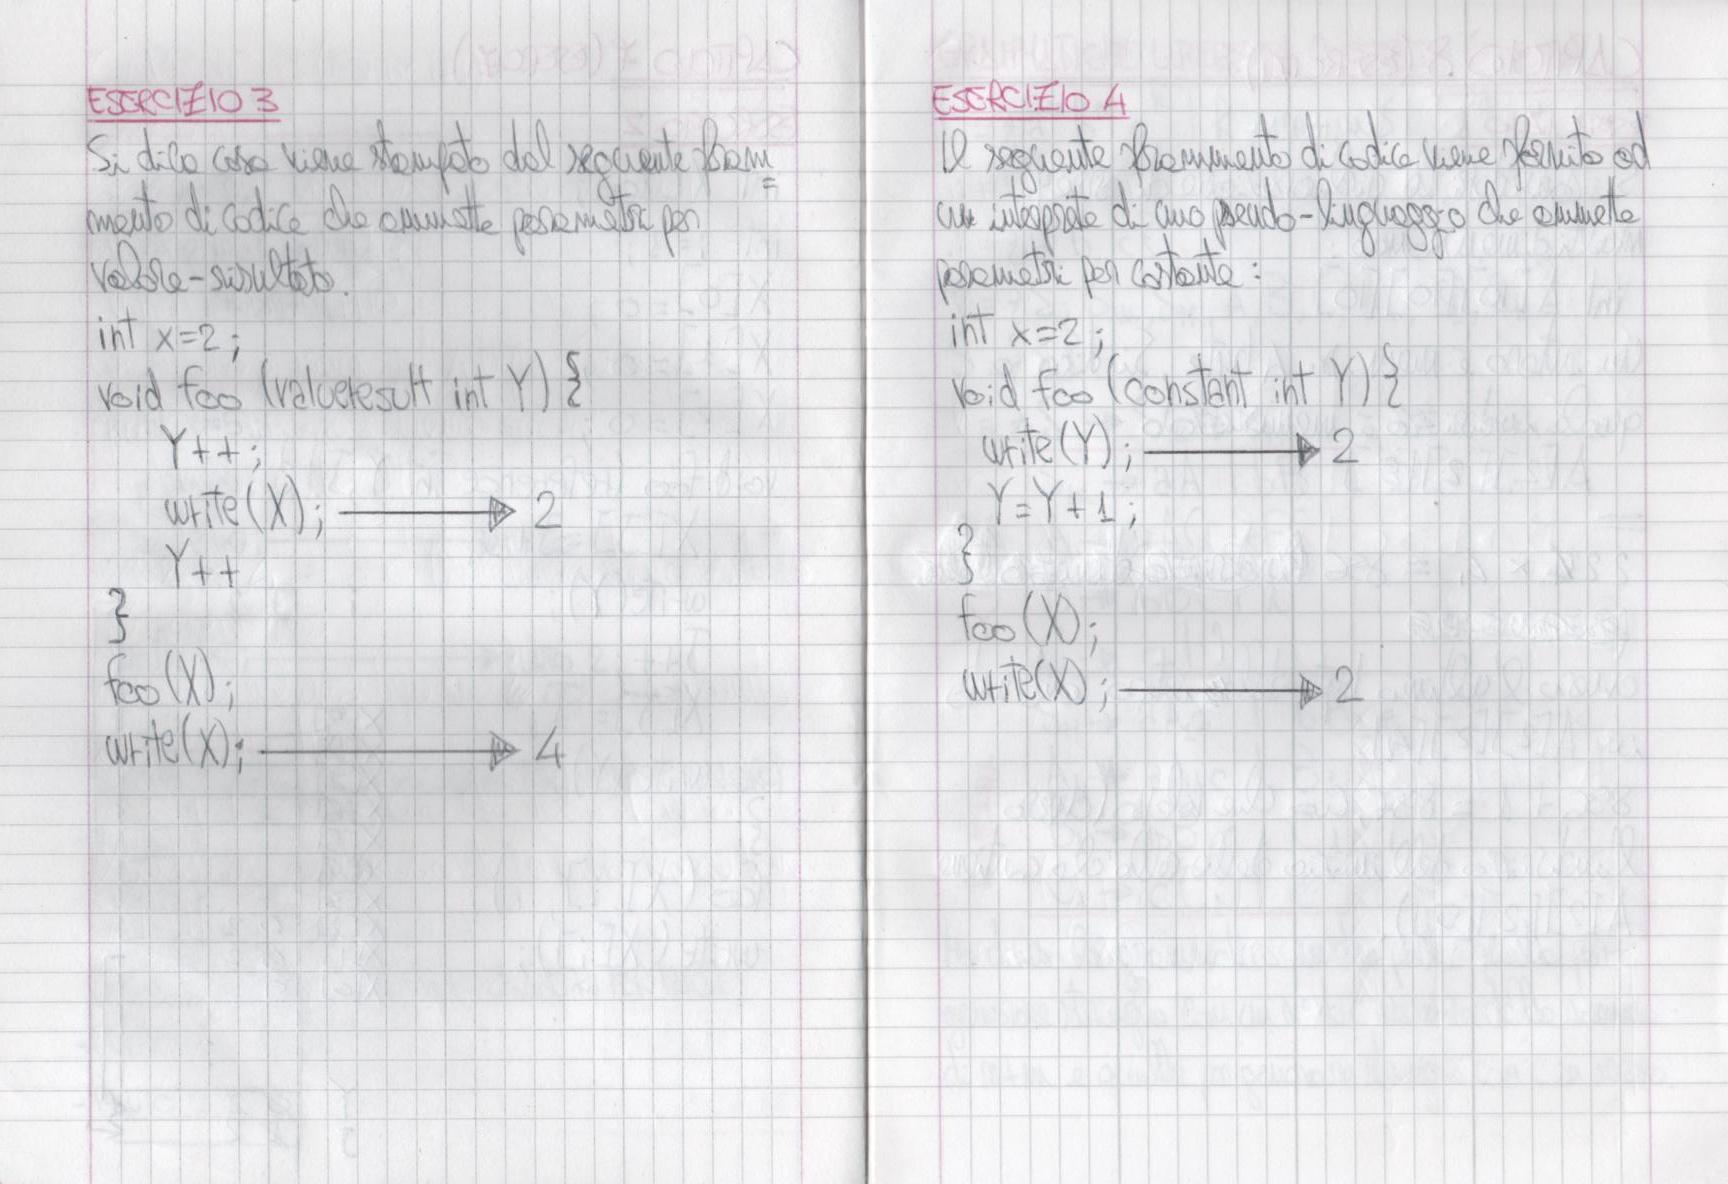 ESERCIZIO 3
Si dica cosa viene stampato dal seguente fram=
mento di codice che ammette parametri per
valore-risultato.
int x=2;
void foo (valueresult int Y) {
Y++;
write(X); 2
Y++
}
foo(X);
write(X); 4
ESERCIZIO 4
Il seguente frammento di codice viene fornito ad
un interprete di uno pseudo-linguaggio che ammette
parametri per costante:
int x=2;
void foo (constant int Y) {
write(Y); 2
Y=Y+1;
}
foo(X);
write(X); 2